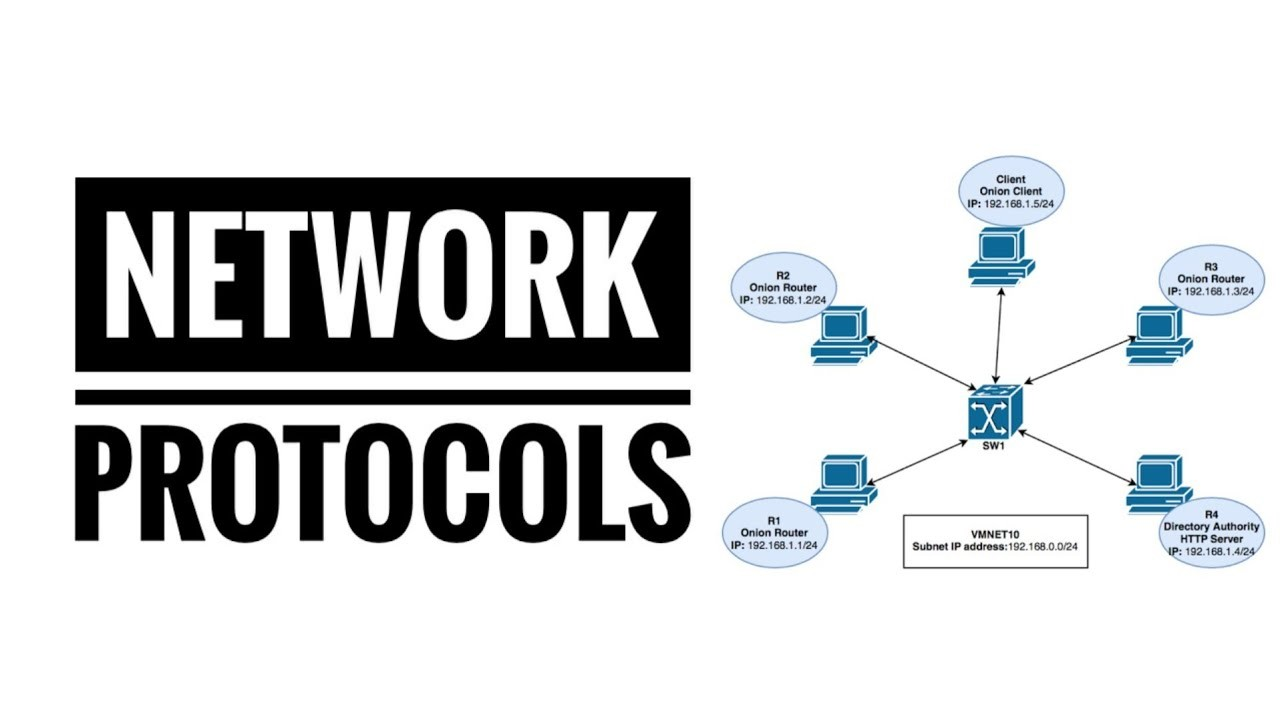 NETWORK
PROTOCOLS
Client
Onion Client
IP: 192.168.1.5/24
R2
Onion Router
IP: 192.168.1.2/24
R3
Onion Router
IP: 192.168.1.3/24
SW1
R1
Onion Router
IP: 192.168.1.1/24
VMNET10
Subnet IP address:192.168.0.0/24
R4
Directory Authority
HTTP Server
IP: 192.168.1.4/24